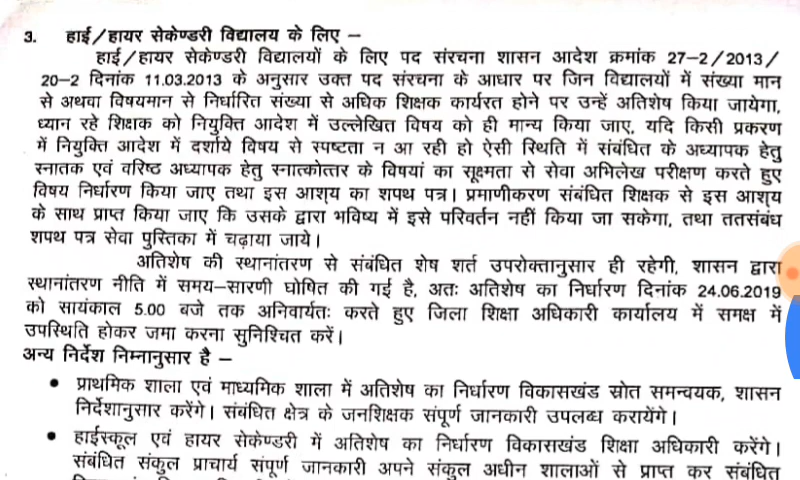 3. हाई/हायर सेकेण्डरी विद्यालय के लिए –
हाई/हायर सेकेण्डरी विद्यालयों के लिए पद संरचना शासन आदेश क्रमांक 27–2/2013/
20–2 दिनांक 11.03.2013 के अनुसार उक्त पद संरचना के आधार पर जिन विद्यालयों में संख्या मान
से अथवा विषयमान से निर्धारित संख्या से अधिक शिक्षक कार्यरत होने पर उन्हें अतिशेष किया जायेगा,
ध्यान रहे शिक्षक को नियुक्ति आदेश में उल्लेखित विषय को ही मान्य किया जाए, यदि किसी प्रकरण
में नियुक्ति आदेश में दर्शाये विषय से स्पष्टता न आ रही हो ऐसी स्थिति में संबंधित के अध्यापक हेतु
स्नातक एवं वरिष्ठ अध्यापक हेतु स्नात्कोत्तर के विषयां का सूक्ष्मता से सेवा अभिलेख परीक्षण करते हुए
विषय निर्धारण किया जाए तथा इस आश्य का शपथ पत्र। प्रमाणीकरण संबंधित शिक्षक से इस आश्य
के साथ प्राप्त किया जाए कि उसके द्वारा भविष्य में इसे परिवर्तन नहीं किया जा सकेगा, तथा ततसंबंध
शपथ पत्र सेवा पुस्तिका में चढ़ाया जाये।
अतिशेष की स्थानांतरण से संबंधित शेष शर्त उपरोक्तानुसार ही रहेगी, शासन द्वारा
स्थानांतरण नीति में समय–सारणी घोषित की गई है, अतः अतिशेष का निर्धारण दिनांक 24.06.2019
को सायंकाल 5.00 बजे तक अनिवार्यतः करते हुए जिला शिक्षा अधिकारी कार्यालय में समक्ष में
उपस्थिति होकर जमा करना सुनिश्चित करें।
अन्य निर्देश निम्नानुसार है –
• प्राथमिक शाला एवं माध्यमिक शाला में अतिशेष का निर्धारण विकासखंड स्रोत समन्वयक, शासन
निर्देशानुसार करेंगे। संबंधित क्षेत्र के जनशिक्षक संपूर्ण जानकारी उपलब्ध करायेंगे।
• हाईस्कूल एवं हायर सेकेण्डरी में अतिशेष का निर्धारण विकासखंड शिक्षा अधिकारी करेंगे।
संबंधित संकुल प्राचार्य संपूर्ण जानकारी अपने संकुल अधीन शालाओं से प्राप्त कर संबंधित